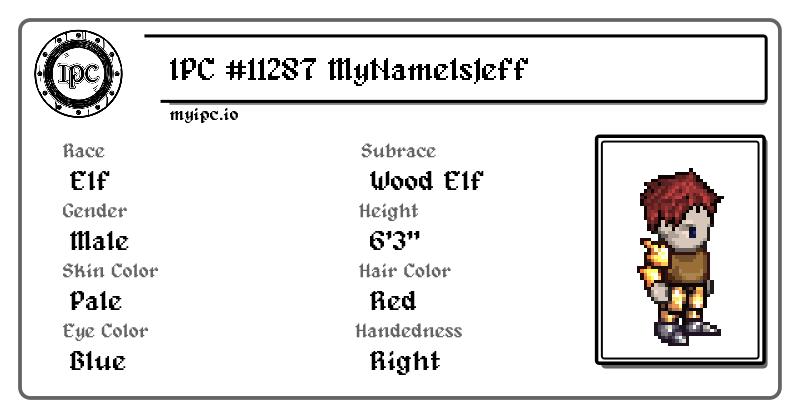 IPC
IPC #11287 MyNameIsJeff
myipc.io
Race
Elf
Subrace
Wood Elf
Gender
Male
Height
6'3"
Skin Color
Pale
Hair Color
Red
Eye Color
Blue
Handedness
Right